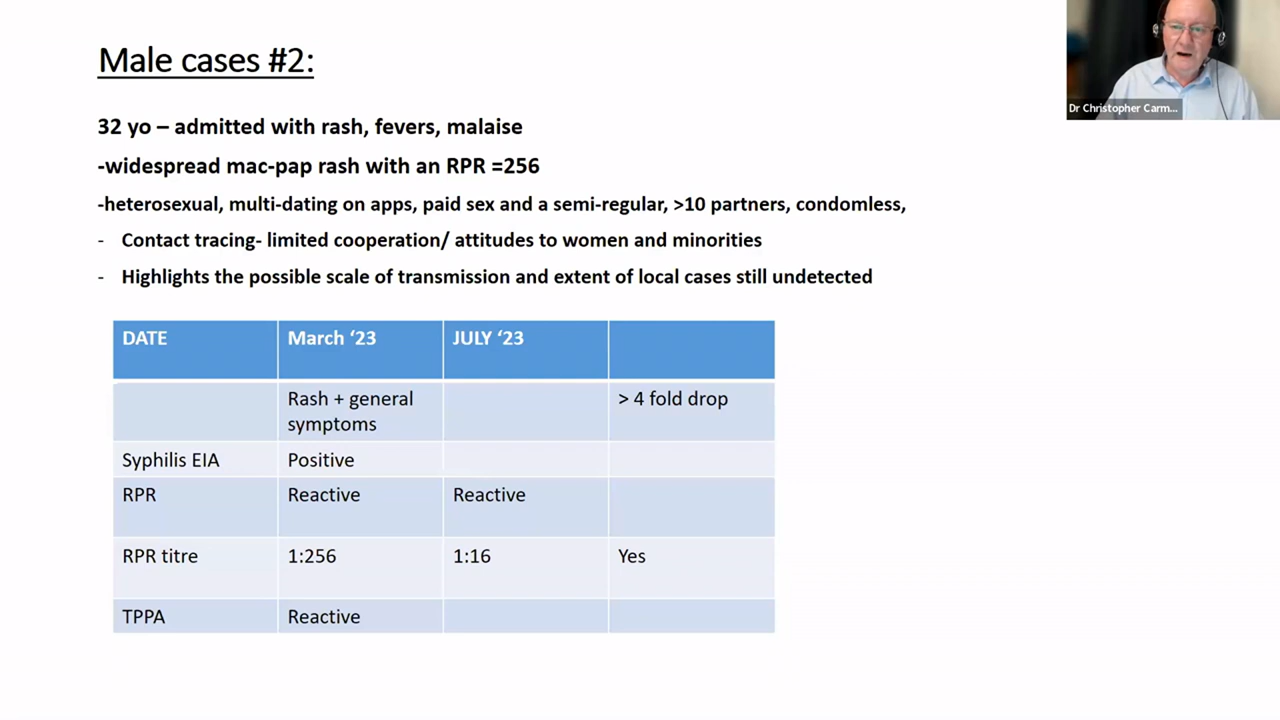 Male cases #2:
Dr Christopher Carm...
32 yo – admitted with rash, fevers, malaise
-widespread mac-pap rash with an RPR =256
-heterosexual, multi-dating on apps, paid sex and a semi-regular, >10 partners, condomless,
- Contact tracing- limited cooperation/ attitudes to women and minorities
- Highlights the possible scale of transmission and extent of local cases still undetected
DATE March ‘23 JULY ‘23
Rash + general > 4 fold drop
symptoms
Syphilis EIA Positive
RPR Reactive Reactive
RPR titre 1:256 1:16 Yes
TPPA Reactive